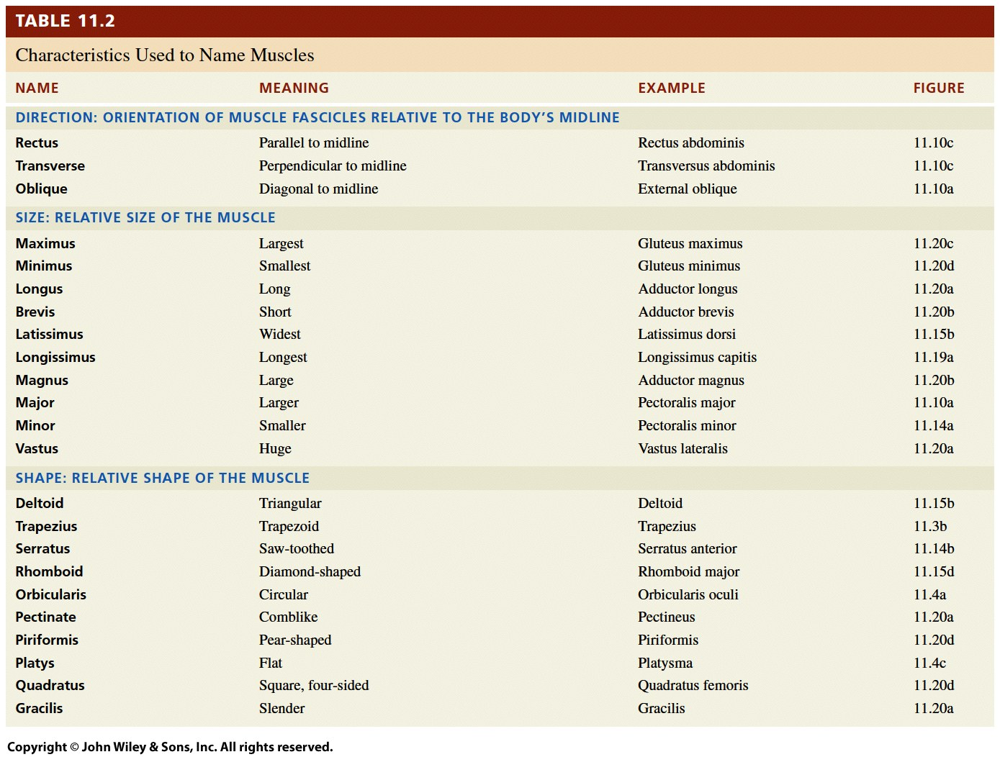 TABLE 11.2
Characteristics Used to Name Muscles
NAME MEANING EXAMPLE FIGURE
DIRECTION: ORIENTATION OF MUSCLE FASCICLES RELATIVE TO THE BODY'S MIDLINE
Rectus Parallel to midline Rectus abdominis 11.10c
Transverse Perpendicular to midline Transversus abdominis 11.10c
Oblique Diagonal to midline External oblique 11.10a
SIZE: RELATIVE SIZE OF THE MUSCLE
Maximus Largest Gluteus maximus 11.20c
Minimus Smallest Gluteus minimus 11.20d
Longus Long Adductor longus 11.20a
Brevis Short Adductor brevis 11.20b
Latissimus Widest Latissimus dorsi 11.15b
Longissimus Longest Longissimus capitis 11.19a
Magnus Large Adductor magnus 11.20b
Major Larger Pectoralis major 11.10a
Minor Smaller Pectoralis minor 11.14a
Vastus Huge Vastus lateralis 11.20a
SHAPE: RELATIVE SHAPE OF THE MUSCLE
Deltoid Triangular Deltoid 11.15b
Trapezius Trapezoid Trapezius 11.3b
Serratus Saw-toothed Serratus anterior 11.14b
Rhomboid Diamond-shaped Rhomboid major 11.15d
Orbicularis Circular Orbicularis oculi 11.4a
Pectinate Comblike Pectineus 11.20a
Piriformis Pear-shaped Piriformis 11.20d
Platys Flat Platysma 11.4c
Quadratus Square, four-sided Quadratus femoris 11.20d
Gracilis Slender Gracilis 11.20a
Copyright © John Wiley & Sons, Inc. All rights reserved.